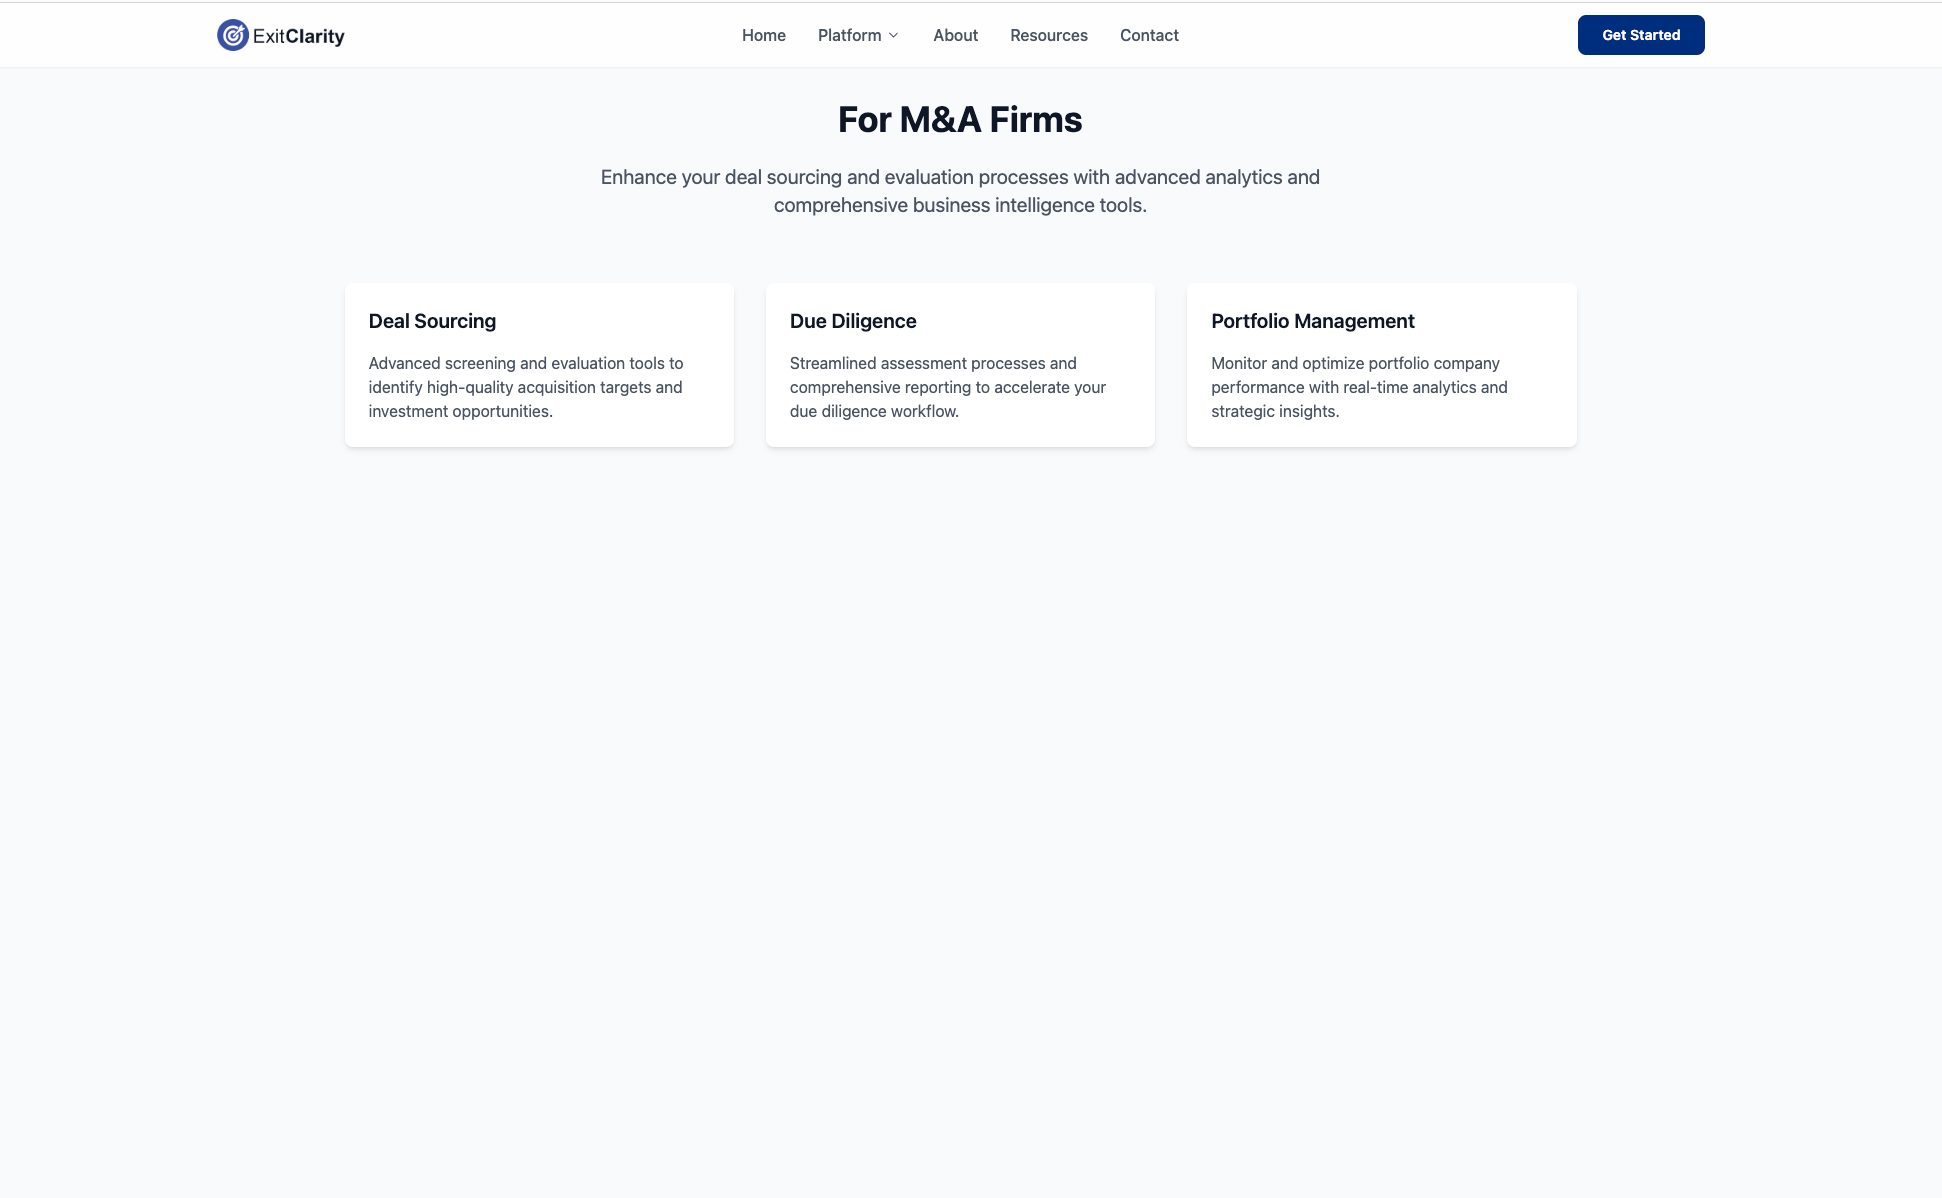 ExitClarity
Home
Platform
About
Resources
Contact
Get Started
For M&A Firms
Enhance your deal sourcing and evaluation processes with advanced analytics and
comprehensive business intelligence tools.
Deal Sourcing
Advanced screening and evaluation tools to
identify high-quality acquisition targets and
investment opportunities.
Due Diligence
Streamlined assessment processes and
comprehensive reporting to accelerate your
due diligence workflow.
Portfolio Management
Monitor and optimize portfolio company
performance with real-time analytics and
strategic insights.